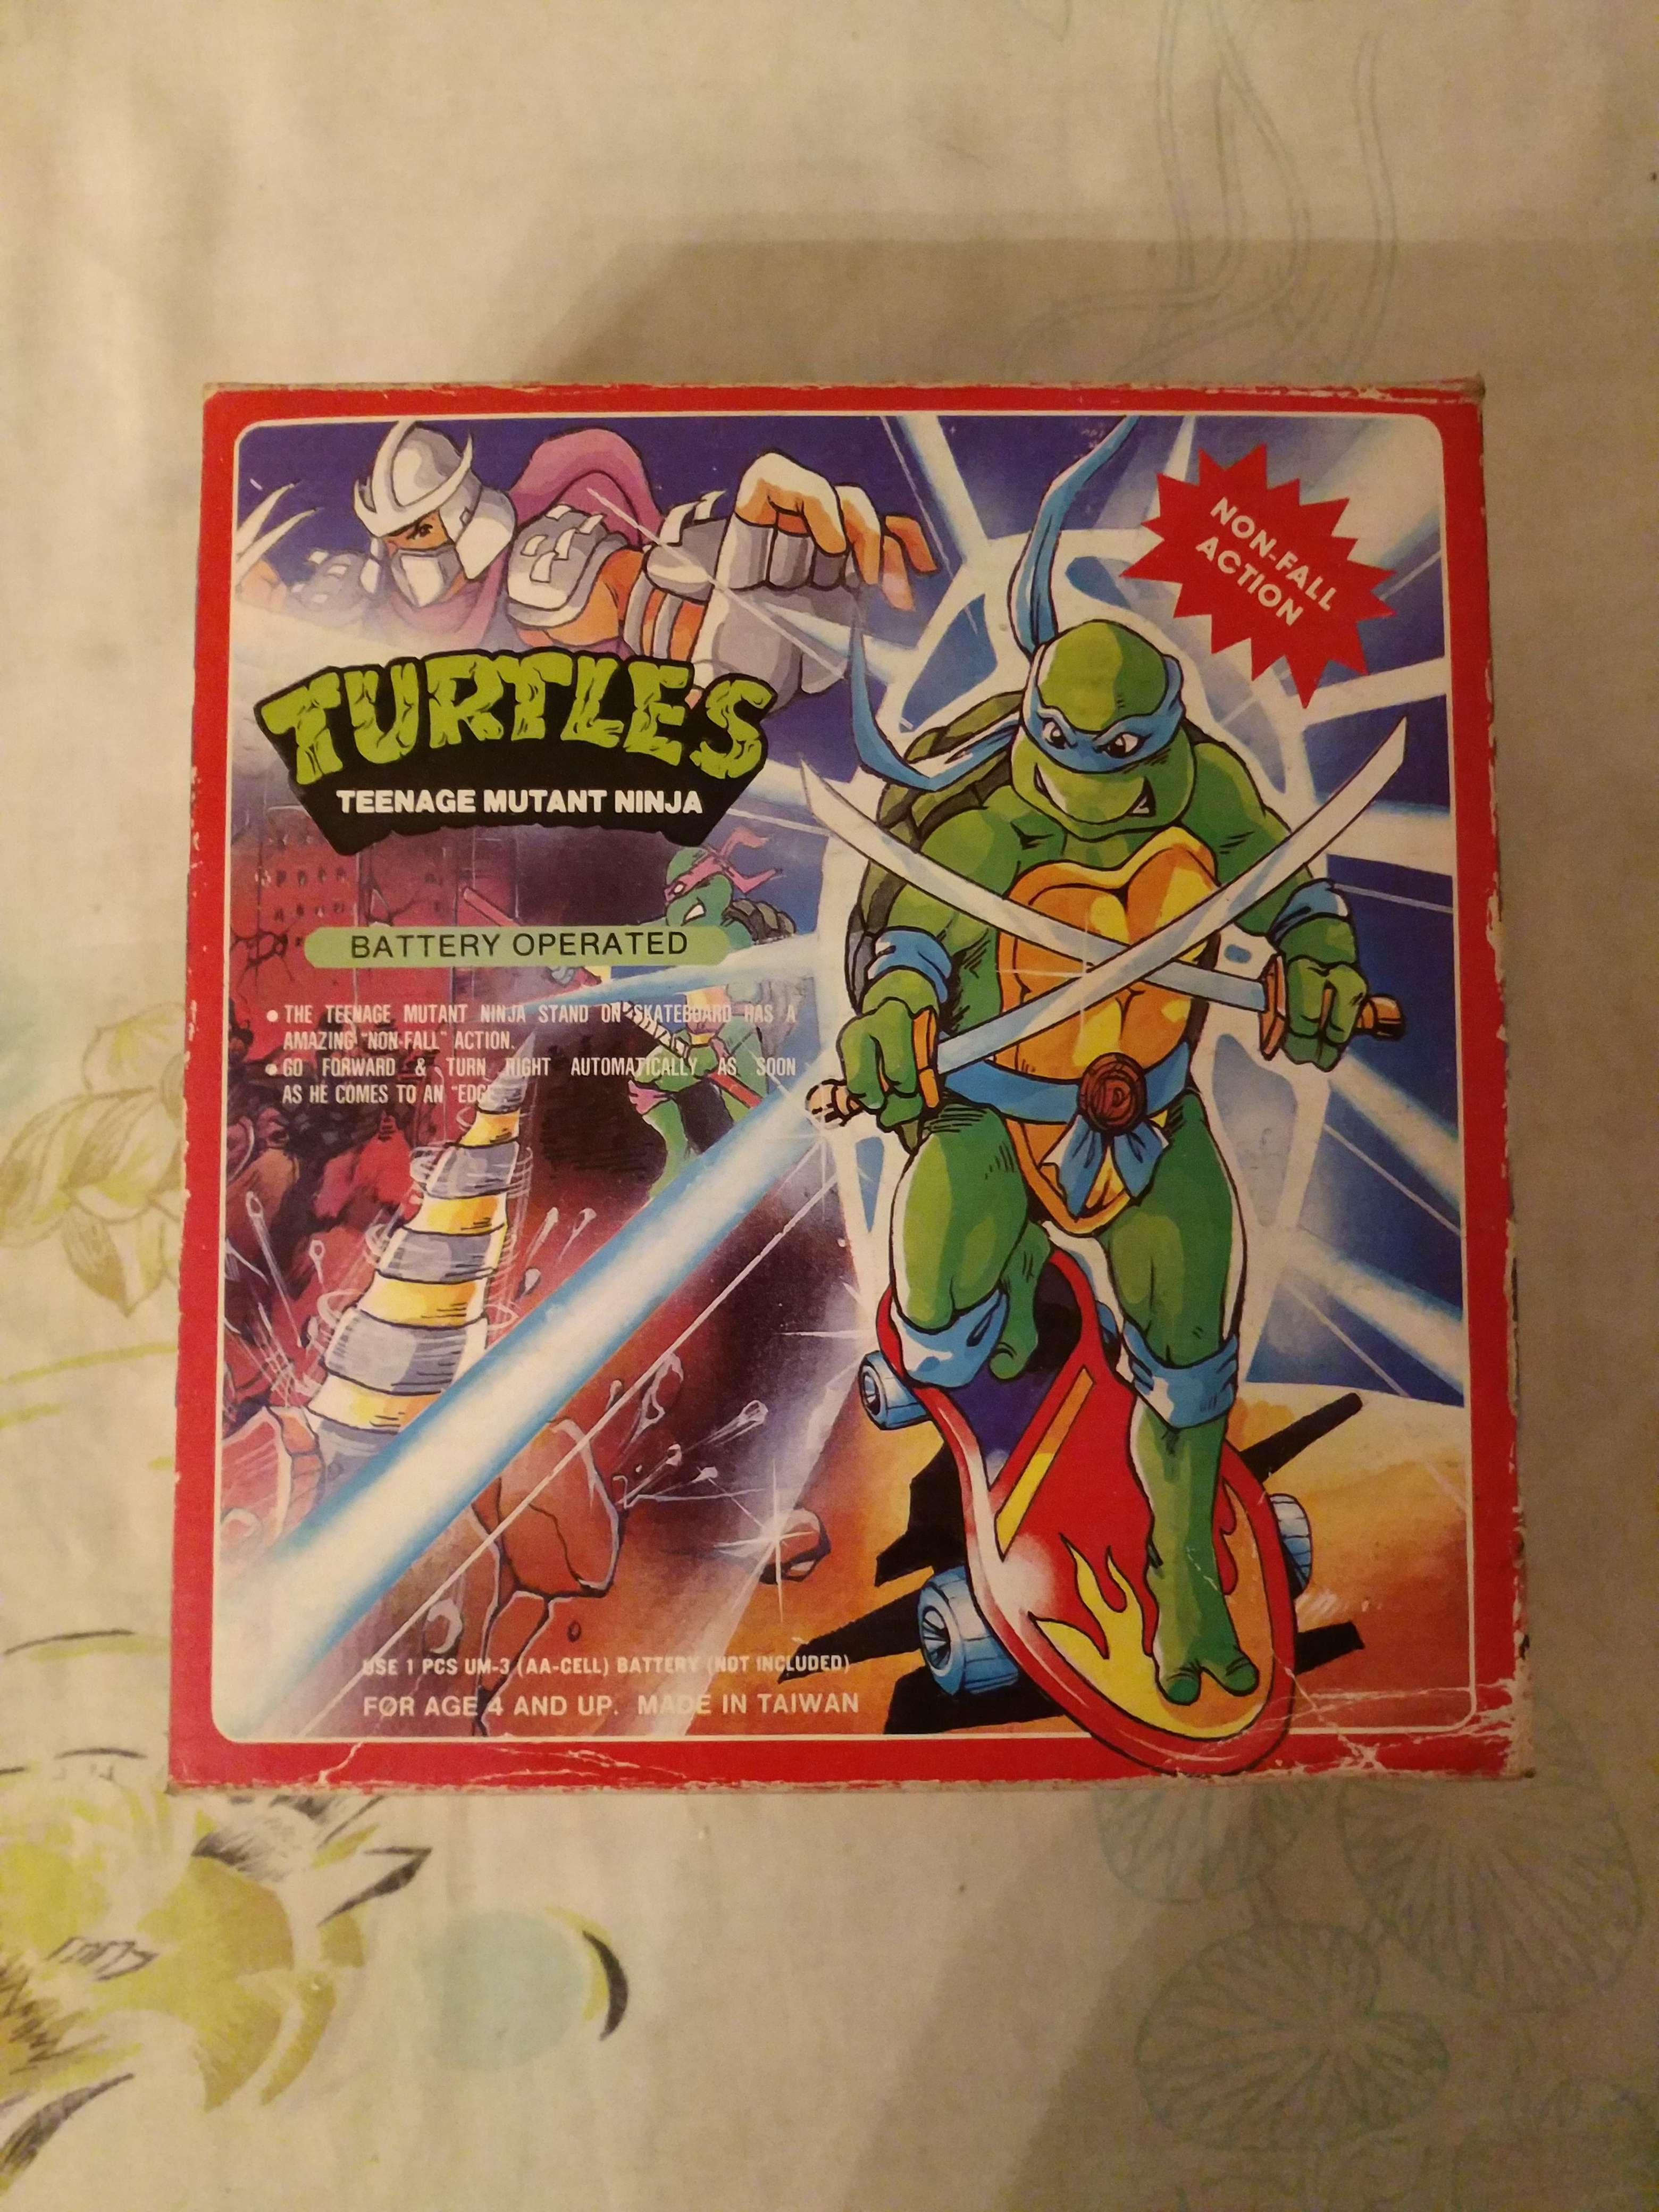 NON-FALL
ACTION
TURTLES
TEENAGE MUTANT NINJA
BATTERY OPERATED
• THE TEENAGE MUTANT NINJA STAND ON SKATEBOARD HAS A
AMAZING "NON-FALL" ACTION.
• GO FORWARD & TURN RIGHT AUTOMATICALLY AS SOON
AS HE COMES TO AN "EDGE
USE 1 PCS UM-3 (AA-CELL) BATTERY (NOT INCLUDED)
FOR AGE 4 AND UP. MADE IN TAIWAN